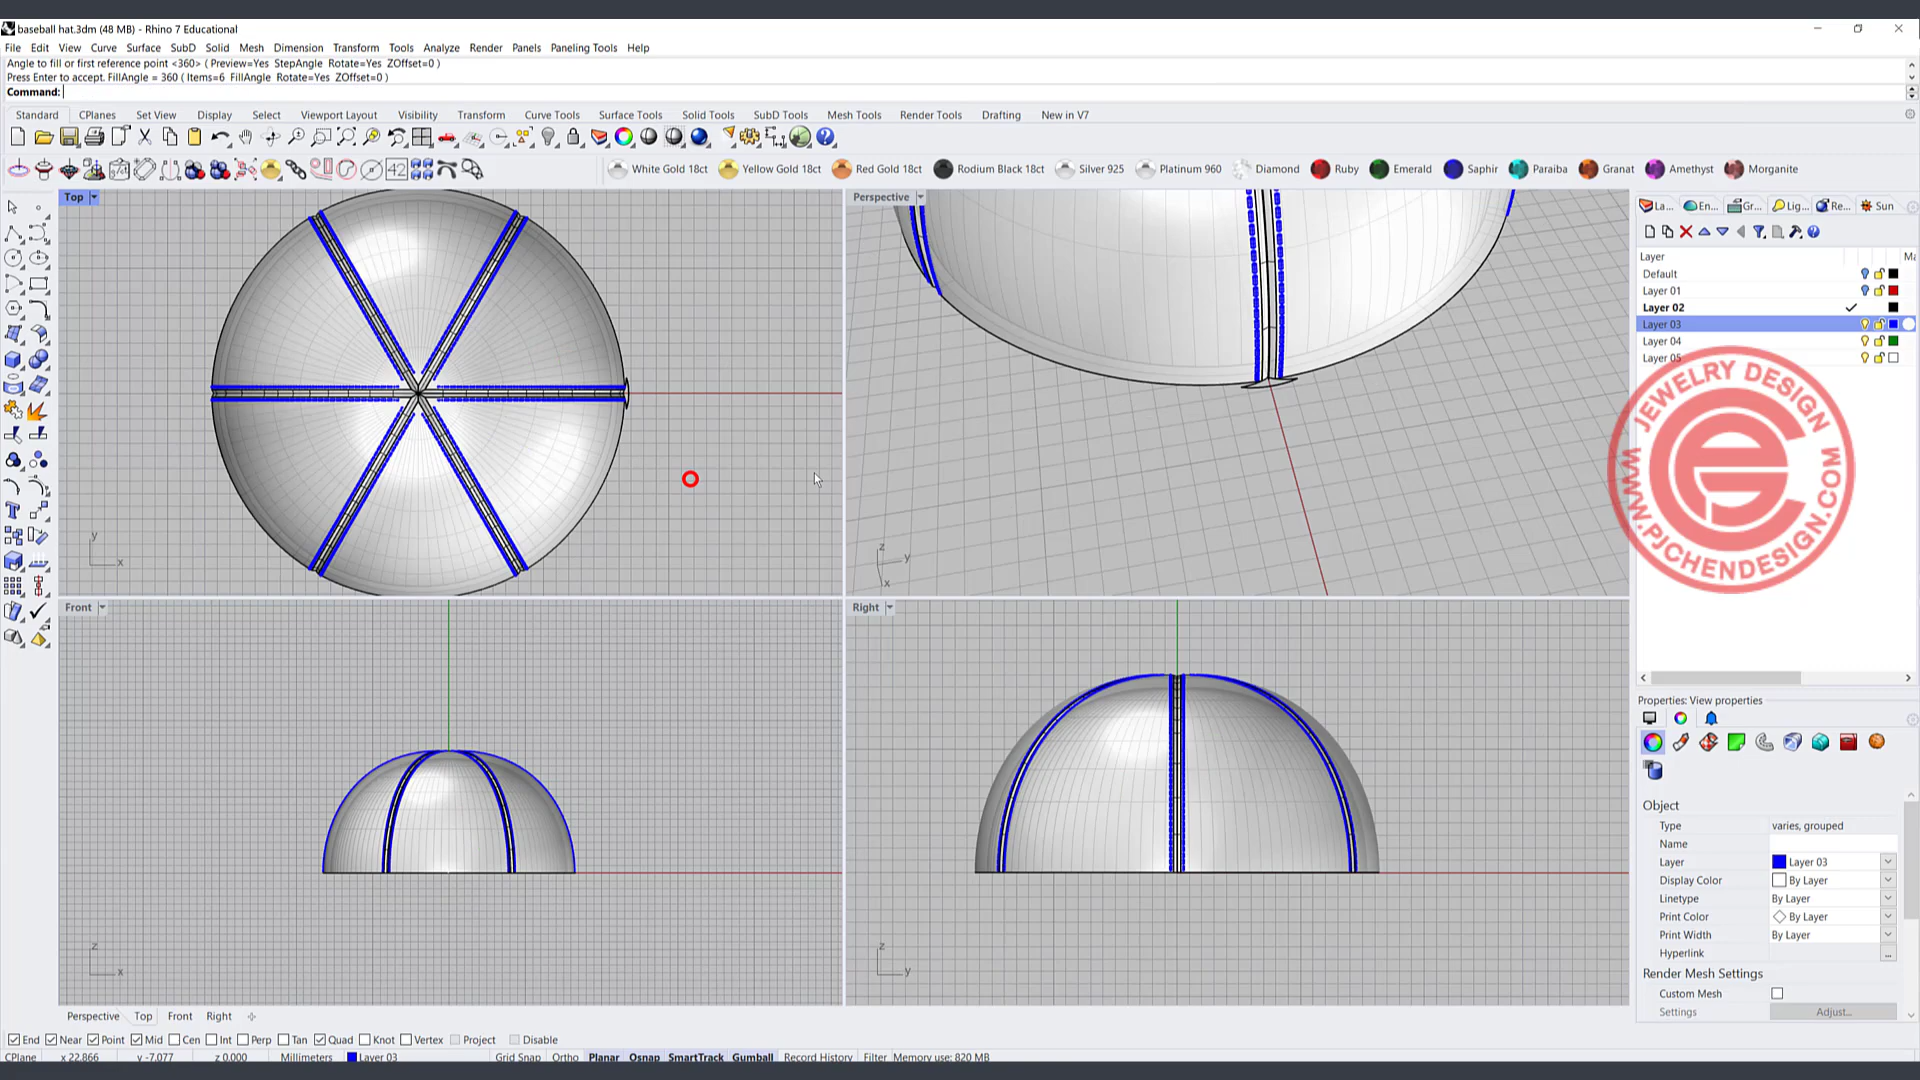 baseball hat.3dm (48 MB) - Rhino 7 Educational
File Edit View Curve Surface SubD Solid Mesh Dimension Transform Tools Analyze Render Panels Paneling Tools Help
Angle to fill or first reference point <360> ( Preview=Yes StepAngle Rotate=Yes ZOffset=0 )
Press Enter to accept. FillAngle = 360 ( Items=6 FillAngle Rotate=Yes ZOffset=0 )
Command:
Standard CPlanes Set View Display Select Viewport Layout Visibility Transform Curve Tools Surface Tools Solid Tools SubD Tools Mesh Tools Render Tools Drafting New in V7
White Gold 18ct Yellow Gold 18ct Red Gold 18ct Rodium Black 18ct Silver 925 Platinum 960 Diamond Ruby Emerald Saphir Paraiba Granat Amethyst Morganite
Top
Perspective
La... En... Gr... Lig... Re... Sun
Layer
Default
Layer 01
Layer 02
Layer 03
Layer 04
Layer 05
JEWELRY DESIGN
WWW.PJCHENDESIGN.COM
y
x
z
y
x
Front
Right
z
x
z
y
Properties: View properties
Object
Type varies, grouped
Name
Layer Layer 03
Display Color By Layer
Linetype By Layer
Print Color By Layer
Print Width By Layer
Hyperlink ...
Render Mesh Settings
Custom Mesh
Settings Adjust...
Perspective Top Front Right
End Near Point Mid Cen Int Perp Tan Quad Knot Vertex Project Disable
CPlane x 22.866 y -7.077 z 0.000 Millimeters Layer 03 Grid Snap Ortho Planar Osnap SmartTrack Gumball Record History Filter Memory use: 820 MB